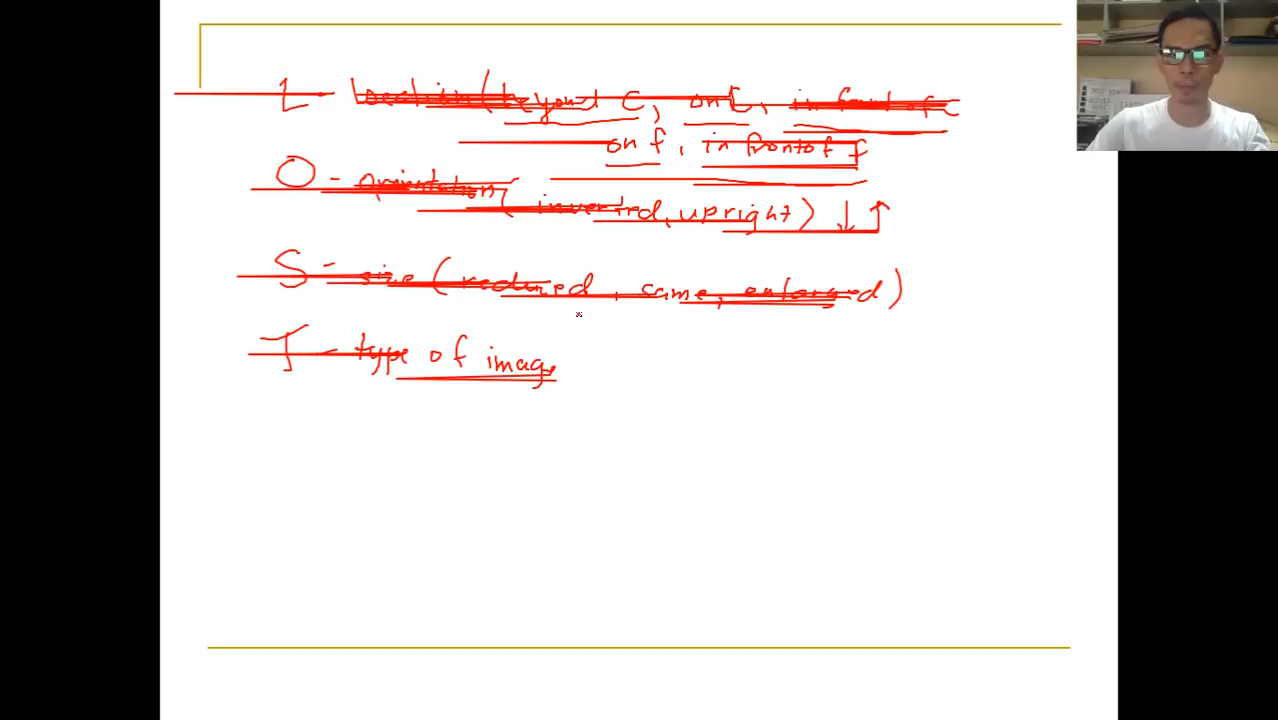 L - location (beyond C, on C, in front of C
on f, in front of f
O - orientation (inverted, upright) ↓ ↑
S - size (reduced, same, enlarged)
T - type of image